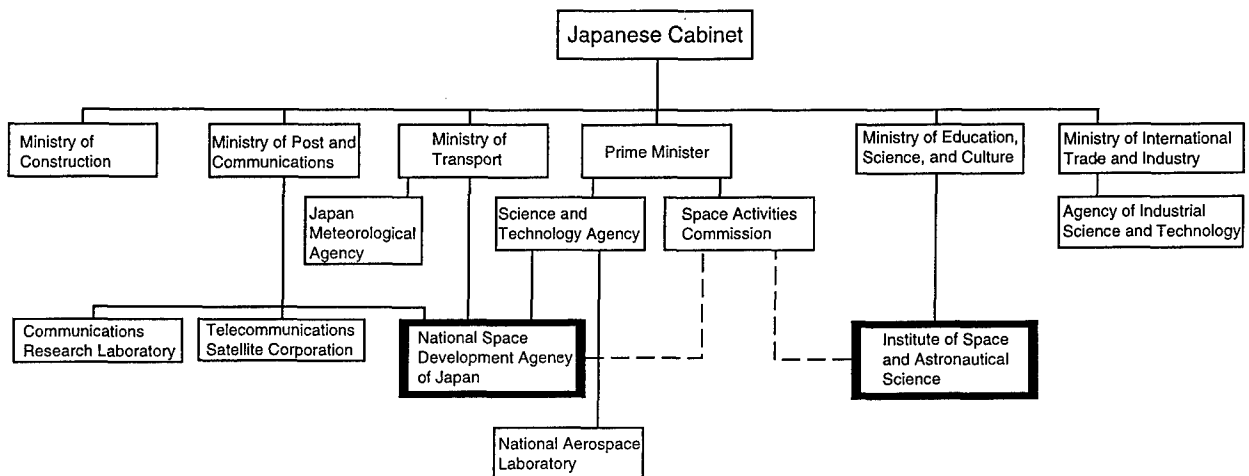 Japanese Cabinet
Ministry of
Construction
Ministry of Post and
Communications
Ministry of
Transport
Prime Minister
Ministry of Education,
Science, and Culture
Ministry of International
Trade and Industry
Japan
Meteorological
Agency
Science and
Technology Agency
Space Activities
Commission
Agency of Industrial
Science and Technology
Communications
Research Laboratory
Telecommunications
Satellite Corporation
National Space
Development Agency
of Japan
Institute of Space
and Astronautical
Science
National Aerospace
Laboratory